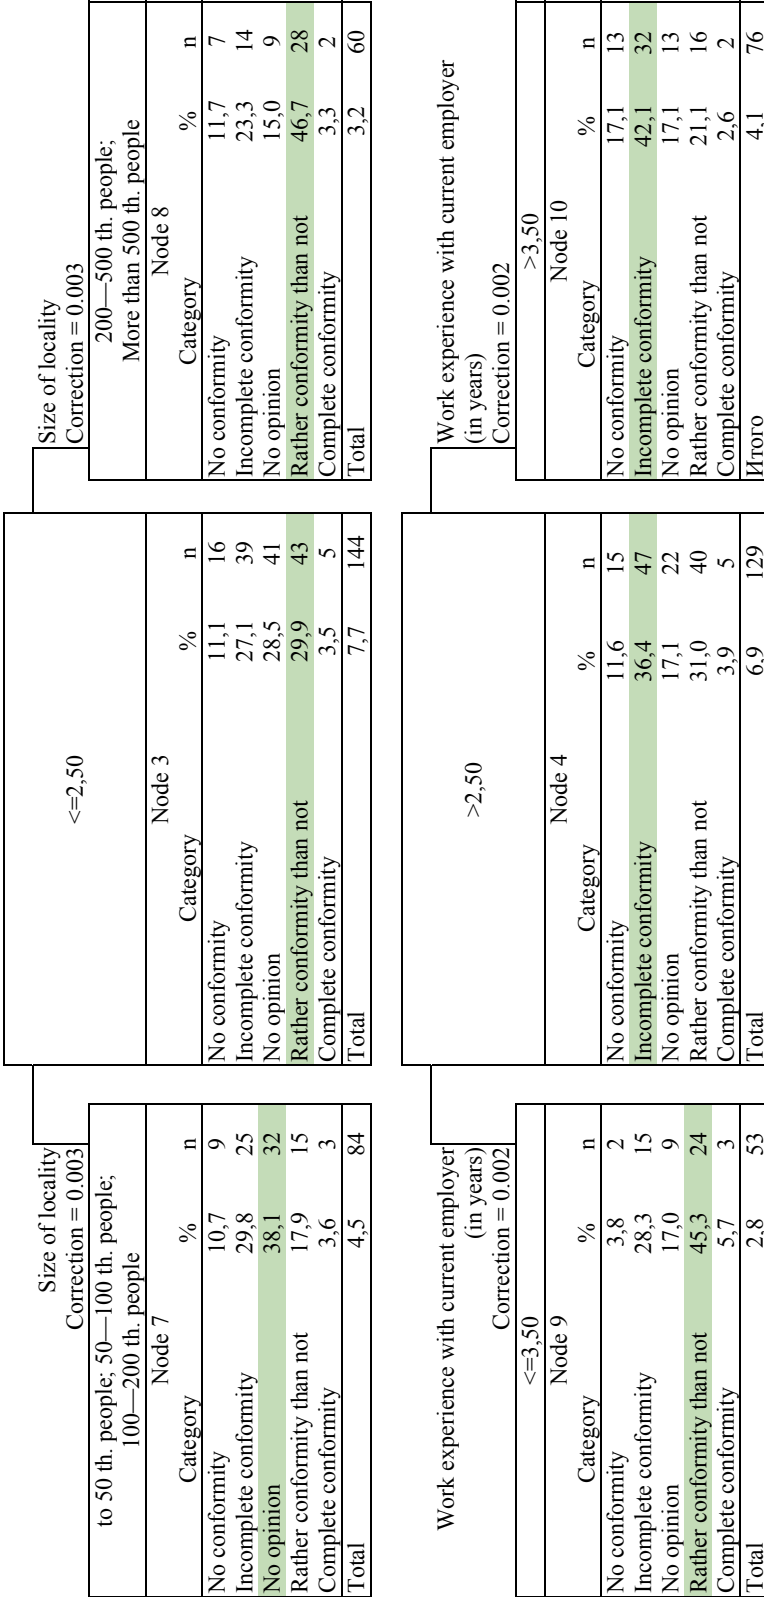 Size of locality
Correction = 0.003
to 50 th. people; 50—100 th. people;
100—200 th. people
Node 7
Category % n
No conformity 10,7 9
Incomplete conformity 29,8 25
No opinion 38,1 32
Rather conformity than not 17,9 15
Complete conformity 3,6 3
Total 4,5 84
<=2,50
Node 3
Category % n
No conformity 11,1 16
Incomplete conformity 27,1 39
No opinion 28,5 41
Rather conformity than not 29,9 43
Complete conformity 3,5 5
Total 7,7 144
Size of locality
Correction = 0.003
200—500 th. people;
More than 500 th. people
Node 8
Category % n
No conformity 11,7 7
Incomplete conformity 23,3 14
No opinion 15,0 9
Rather conformity than not 46,7 28
Complete conformity 3,3 2
Total 3,2 60
Work experience with current employer
(in years)
Correction = 0.002
<=3,50
Node 9
Category % n
No conformity 3,8 2
Incomplete conformity 28,3 15
No opinion 17,0 9
Rather conformity than not 45,3 24
Complete conformity 5,7 3
Total 2,8 53
>2,50
Node 4
Category % n
No conformity 11,6 15
Incomplete conformity 36,4 47
No opinion 17,1 22
Rather conformity than not 31,0 40
Complete conformity 3,9 5
Total 6,9 129
Work experience with current employer
(in years)
Correction = 0.002
>3,50
Node 10
Category % n
No conformity 17,1 13
Incomplete conformity 42,1 32
No opinion 17,1 13
Rather conformity than not 21,1 16
Complete conformity 2,6 2
Итого 4,1 76